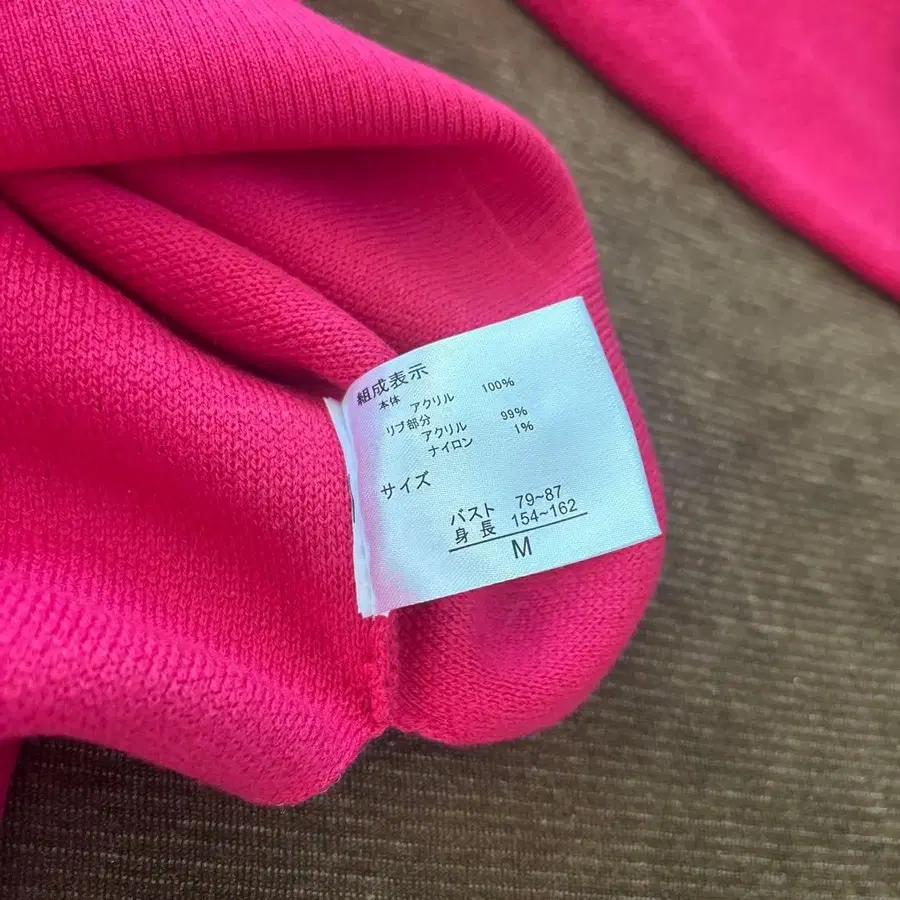 組成表示
本体
アクリル 100%
リブ部分
アクリル 99%
ナイロン 1%
サイズ
バスト 79~87
身長 154~162
M